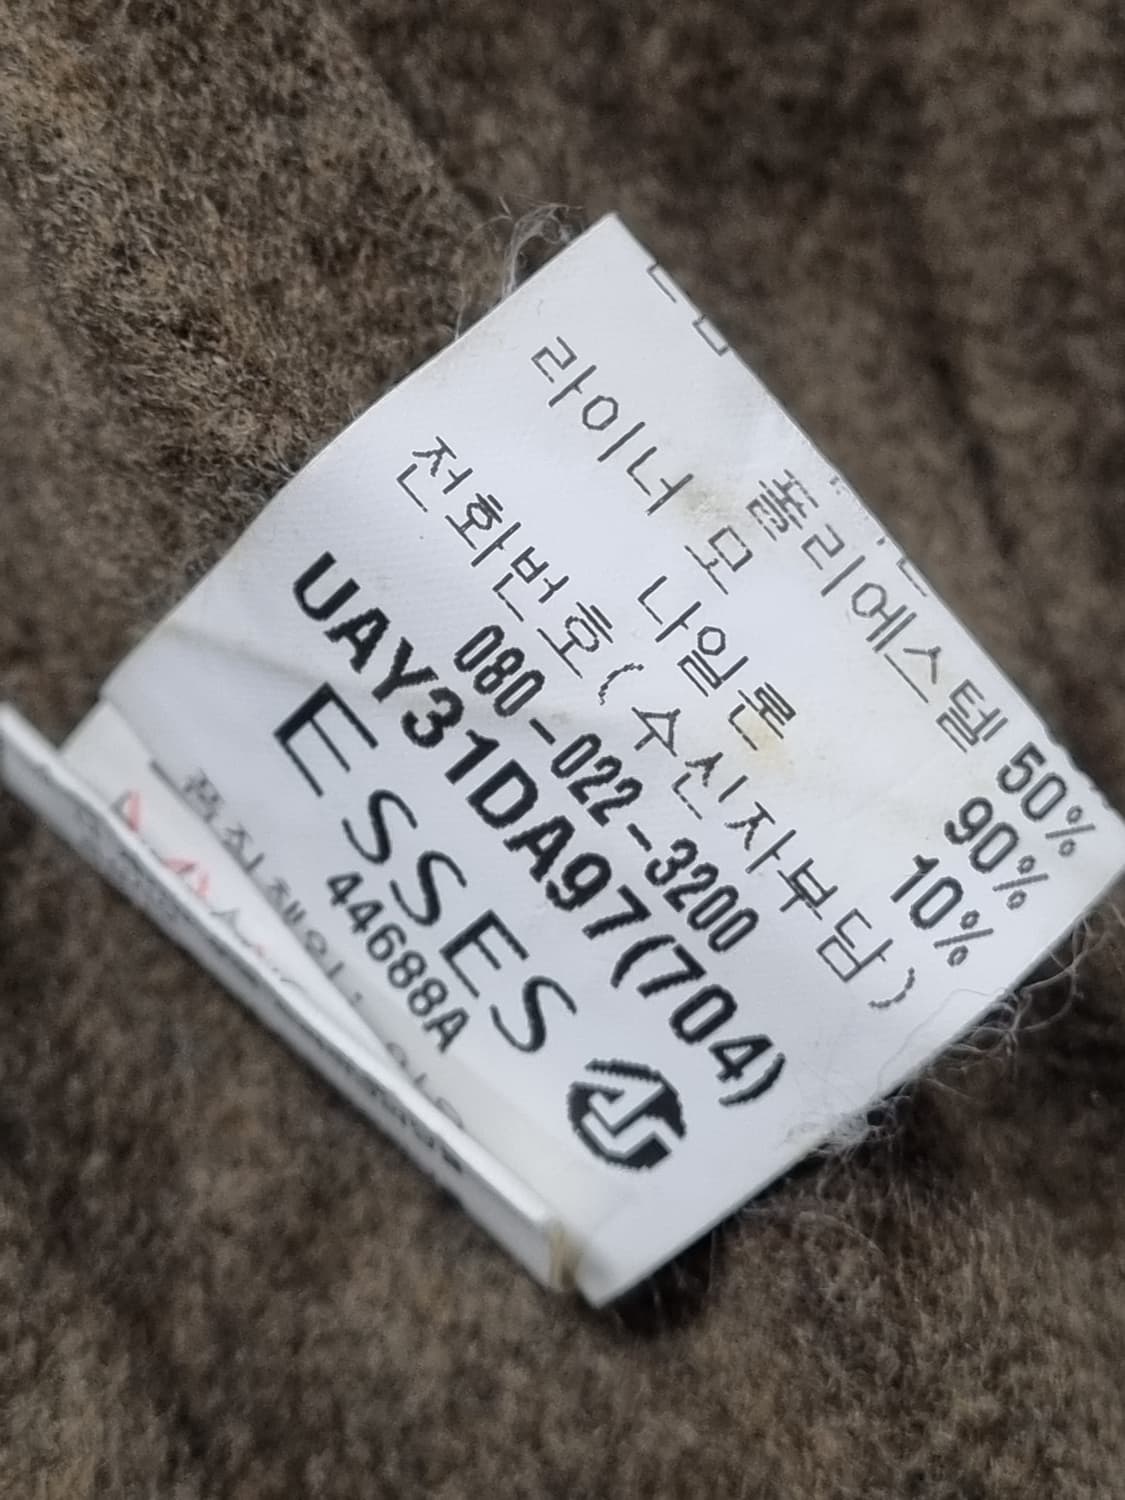 폴리에스텔 50%
라이너 모 90%
나일론 10%
전화번호(수신자부담)
080-022-3200
UAY31DA97(704)
ESSES
44688A